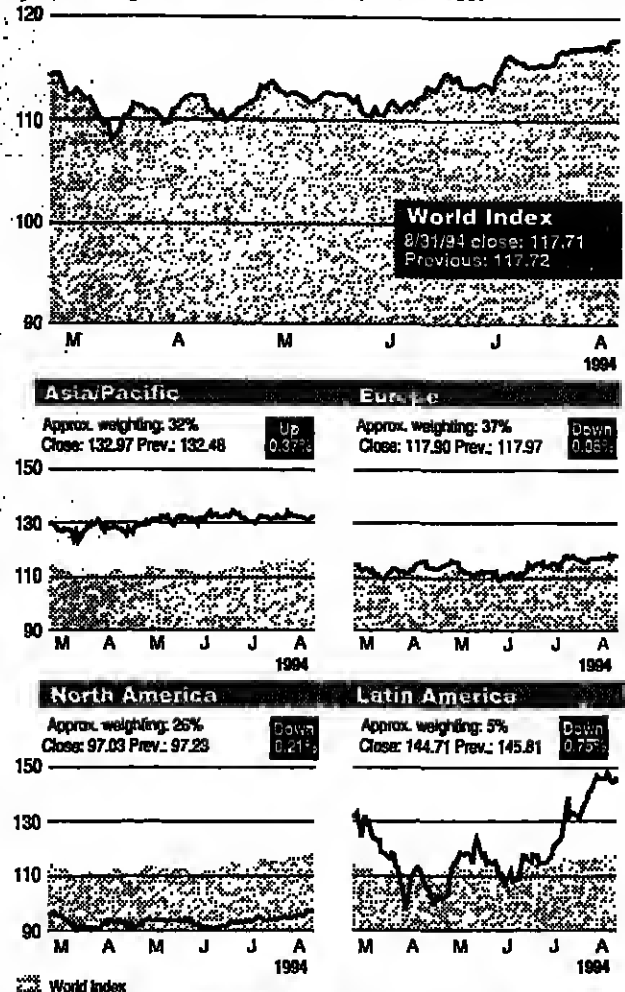 120
110
100
90
World Index
8/31/94 close: 117.71
Previous: 117.72
M A M J J A
1994
Asia/Pacific
Approx. weighting: 32%
Close: 132.97 Prev.: 132.48
Up
0.37%
150
130
110
90
M A M J J A
1994
Europe
Approx. weighting: 37%
Close: 117.90 Prev.: 117.97
Down
0.06%
M A M J J A
1994
North America
Approx. weighting: 26%
Close: 97.03 Prev.: 97.23
Down
0.21%
150
130
110
90
M A M J J A
1994
Latin America
Approx. weighting: 5%
Close: 144.71 Prev.: 145.81
Down
0.75%
M A M J J A
1994
World Index